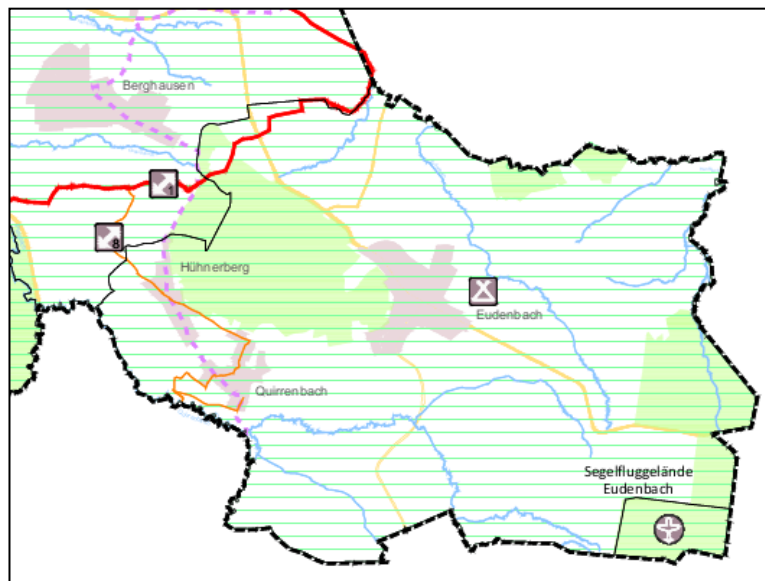 Berghausen
1
8
Hühnerberg
Eudenbach
Quirrenbach
Segelfluggelände
Eudenbach